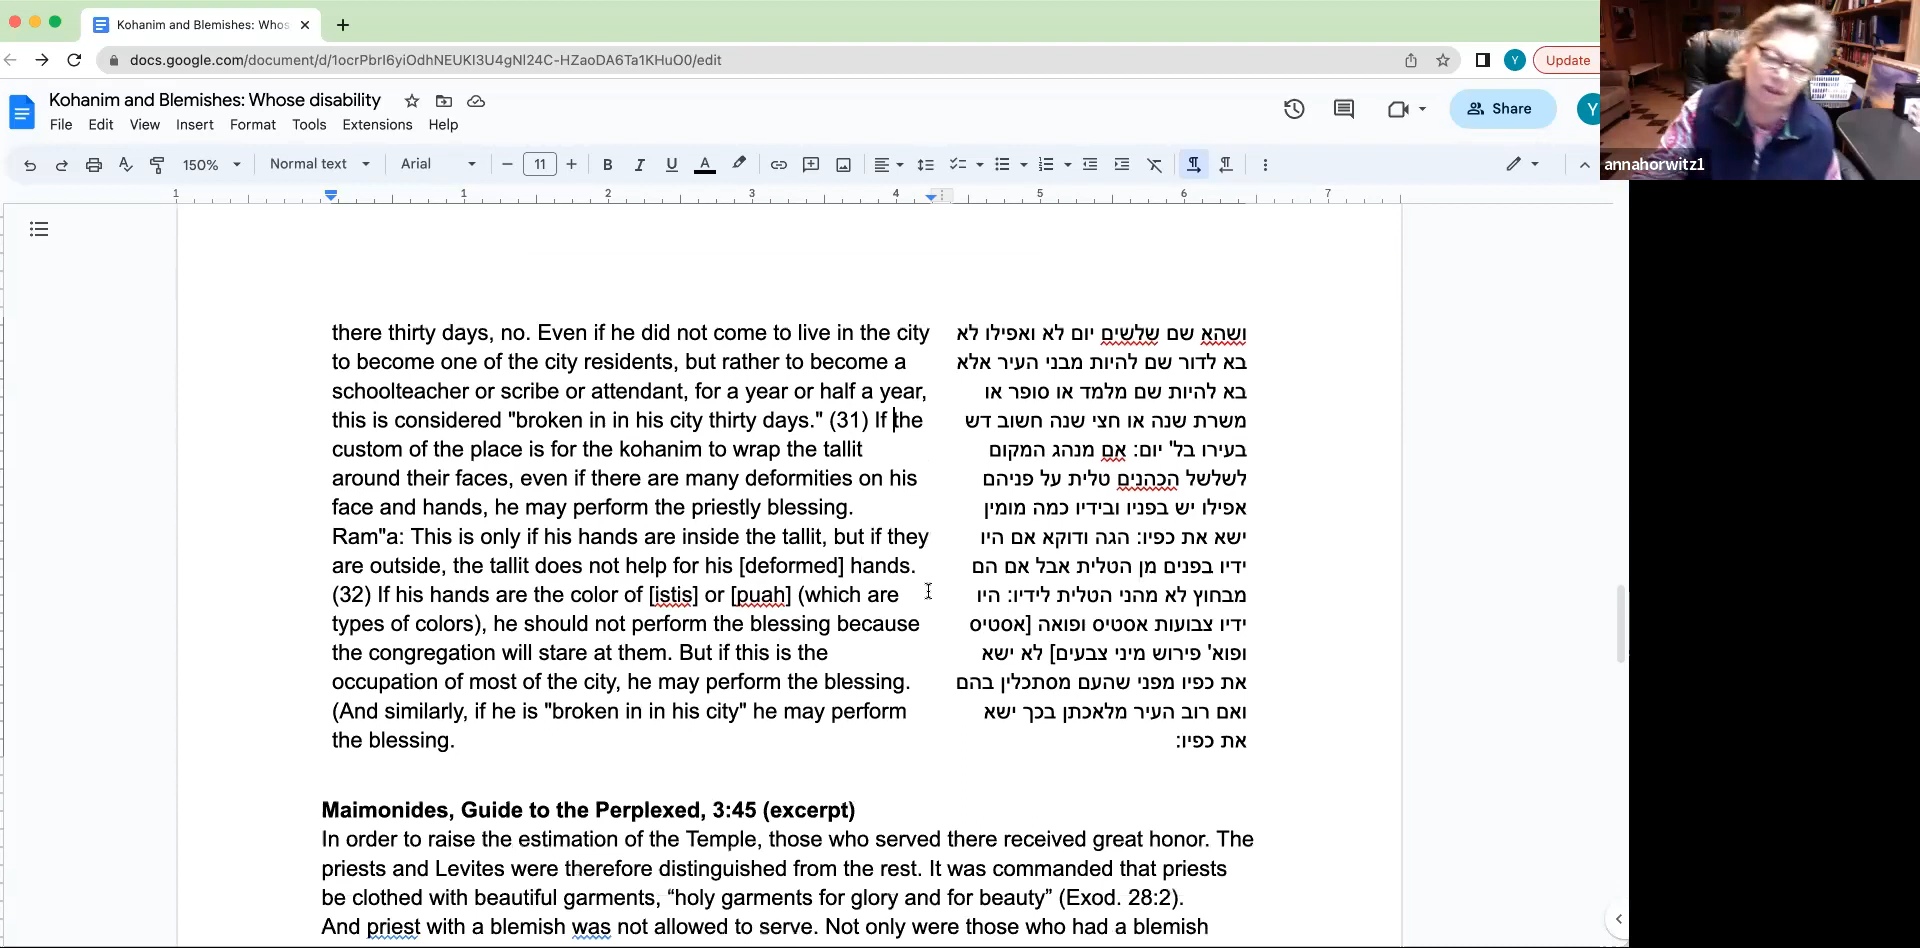 Kohanim and Blemishes: Whos
docs.google.com/document/d/1ocrPbrI6yiOdhNEUKI3U4gNl24C-HZaoDA6Ta1KHuO0/edit
Y
Update
Kohanim and Blemishes: Whose disability
Share
Y
File Edit View Insert Format Tools Extensions Help
150% Normal text Arial 11 B I U A
annahorwitz1
1 1 2 3 4 5 6 7
there thirty days, no. Even if he did not come to live in the city
to become one of the city residents, but rather to become a
schoolteacher or scribe or attendant, for a year or half a year,
this is considered "broken in in his city thirty days." (31) If the
custom of the place is for the kohanim to wrap the tallit
around their faces, even if there are many deformities on his
face and hands, he may perform the priestly blessing.
Ram"a: This is only if his hands are inside the tallit, but if they
are outside, the tallit does not help for his [deformed] hands.
(32) If his hands are the color of [istis] or [puah] (which are
types of colors), he should not perform the blessing because
the congregation will stare at them. But if this is the
occupation of most of the city, he may perform the blessing.
(And similarly, if he is "broken in in his city" he may perform
the blessing.
ושהא שם שלשים יום לא ואפילו לא
בא לדור שם להיות מבני העיר אלא
בא להיות שם מלמד או סופר או
משרת שנה או חצי שנה חשוב דש
בעירו בל' יום: אם מנהג המקום
לשלשל הכהנים טלית על פניהם
אפילו יש בפניו ובידיו כמה מומין
ישא את כפיו: הגה ודוקא אם היו
ידיו בפנים מן הטלית אבל אם הם
מבחוץ לא מהני הטלית לידיו: היו
ידיו צבועות אסטיס ופואה [אסטיס
ופוא' פירוש מיני צבעים] לא ישא
את כפיו מפני שהעם מסתכלין בהם
ואם רוב העיר מלאכתן בכך ישא
את כפיו:
Maimonides, Guide to the Perplexed, 3:45 (excerpt)
In order to raise the estimation of the Temple, those who served there received great honor. The
priests and Levites were therefore distinguished from the rest. It was commanded that priests
be clothed with beautiful garments, “holy garments for glory and for beauty” (Exod. 28:2).
And priest with a blemish was not allowed to serve. Not only were those who had a blemish